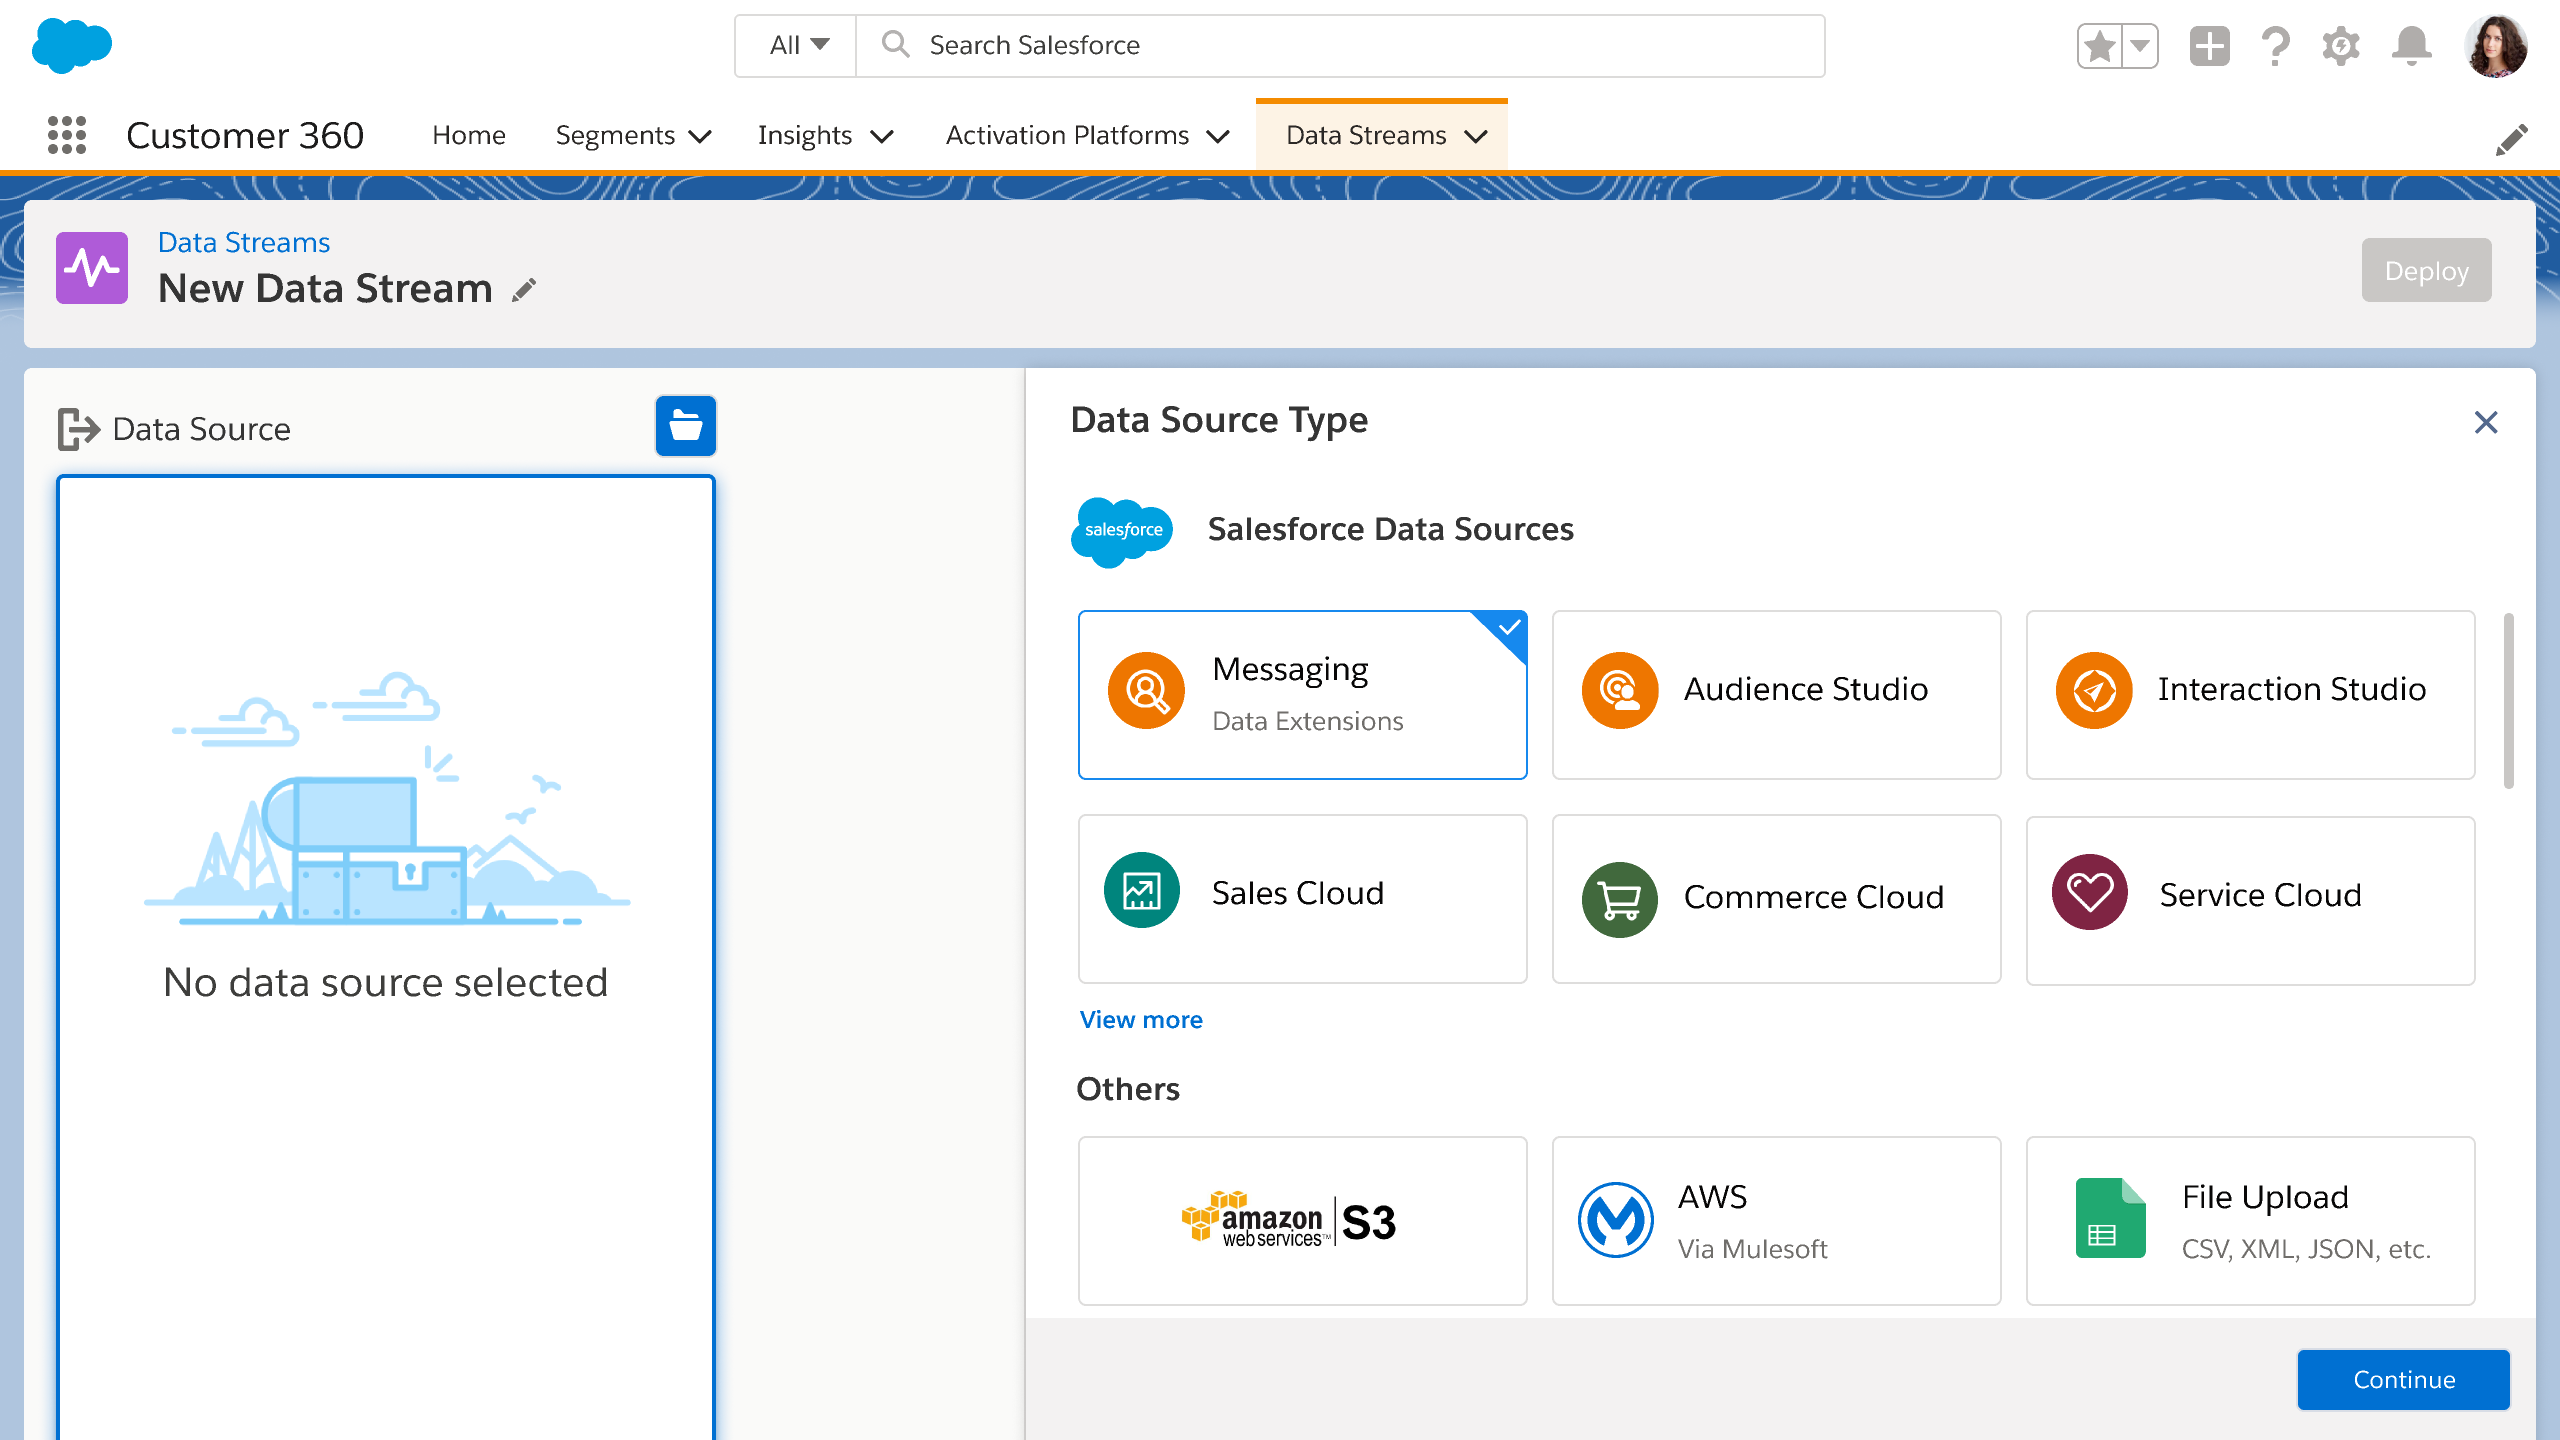 All
Search Salesforce
Customer 360
Home
Segments
Insights
Activation Platforms
Data Streams
Data Streams
New Data Stream
Deploy
Data Source
No data source selected
Data Source Type
salesforce
Salesforce Data Sources
Messaging
Data Extensions
Audience Studio
Interaction Studio
Sales Cloud
Commerce Cloud
Service Cloud
View more
Others
amazon
web services™
S3
AWS
Via Mulesoft
File Upload
CSV, XML, JSON, etc.
Continue